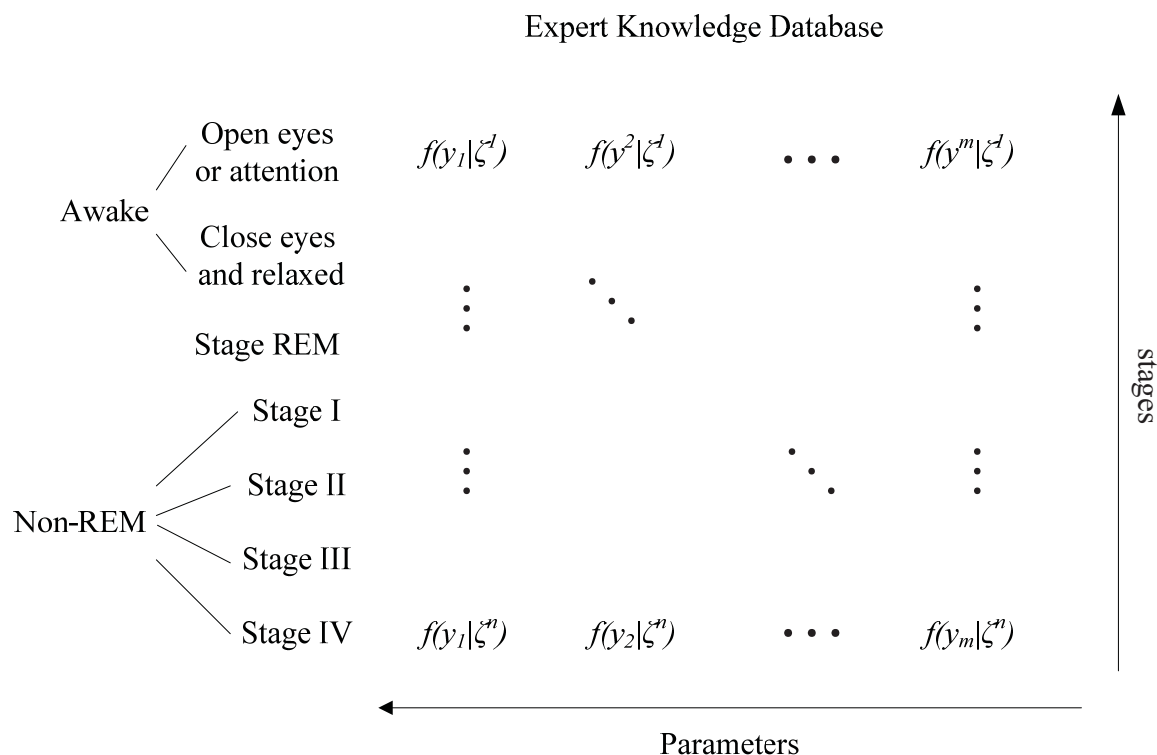 Expert Knowledge Database
Open eyes
or attention
f(y₁|ζ¹) f(y²|ζ¹) • • • f(yᵐ|ζ¹)
Awake
Close eyes
and relaxed
Stage REM
stages
Stage I
Stage II
Non-REM
Stage III
Stage IV f(y₁|ζⁿ) f(y₂|ζⁿ) • • • f(yₘ|ζⁿ)
Parameters